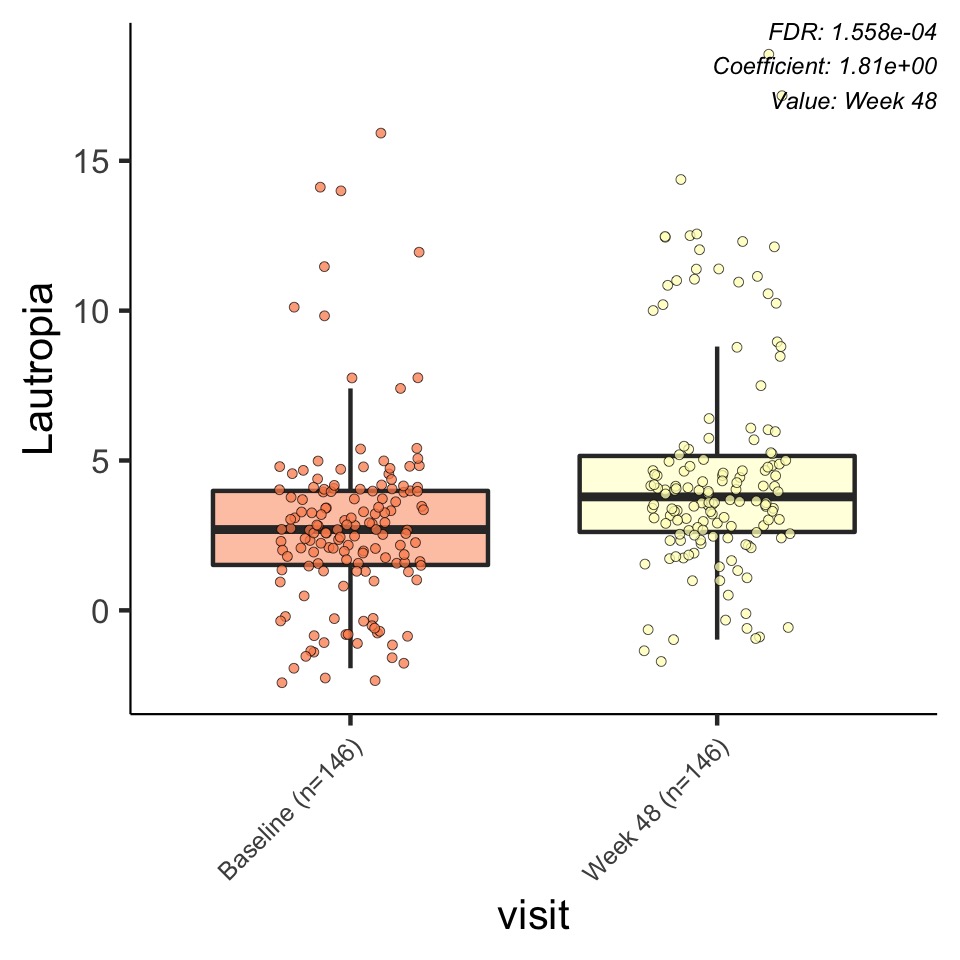 FDR: 1.558e-04
Coefficient: 1.81e+00
Value: Week 48
15
10
5
0
Lautropia
Baseline (n=146)
Week 48 (n=146)
visit